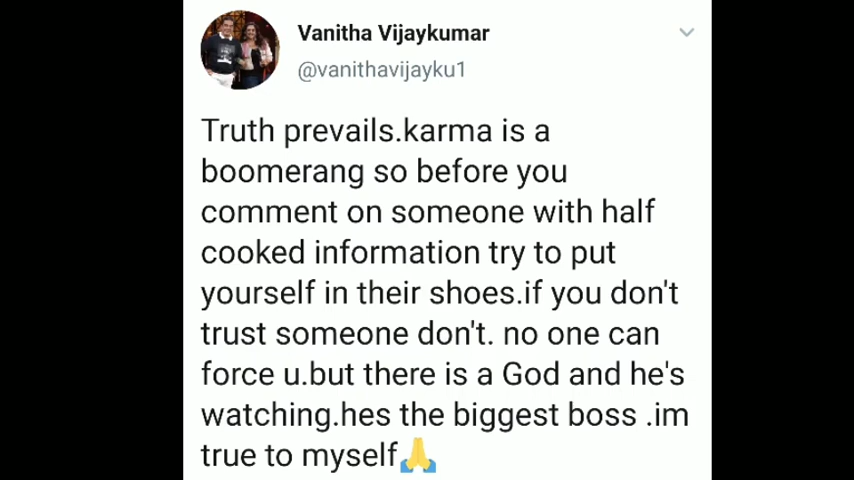 Vanitha Vijaykumar
@vanithavijayku1
Truth prevails.karma is a
boomerang so before you
comment on someone with half
cooked information try to put
yourself in their shoes.if you don't
trust someone don't. no one can
force u.but there is a God and he's
watching.hes the biggest boss .im
true to myself🙏